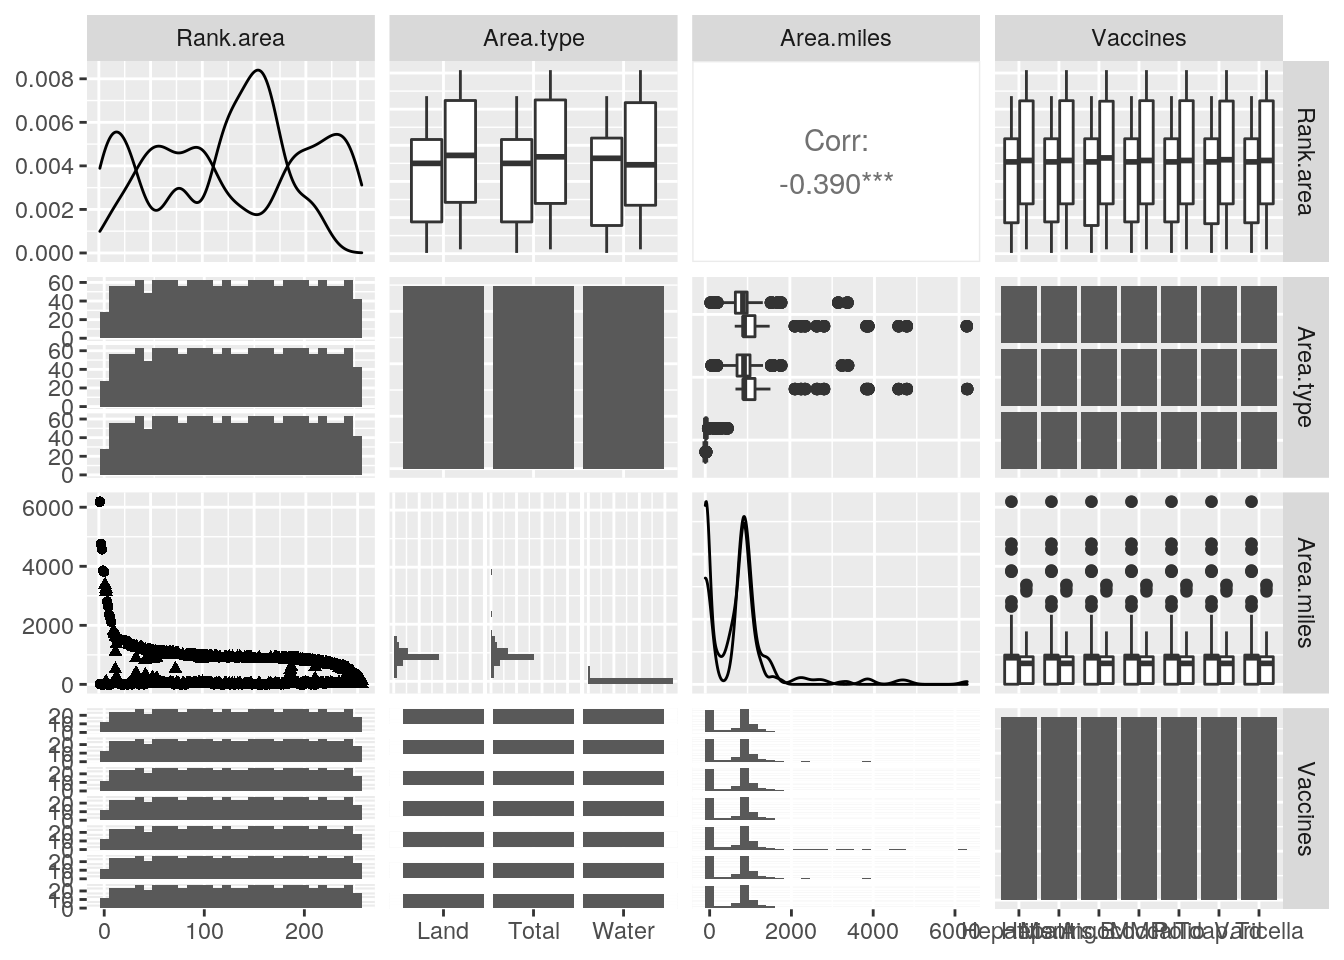 Rank.area Area.type Area.miles Vaccines
0.008
0.006
0.004
0.002
0.000
Corr:
-0.390***
Rank.area
60
40
20
0
60
40
20
0
60
40
20
0
Area.type
6000
4000
2000
0
Area.miles
Vaccines
0 100 200
Land Total Water
0 2000 4000 6000